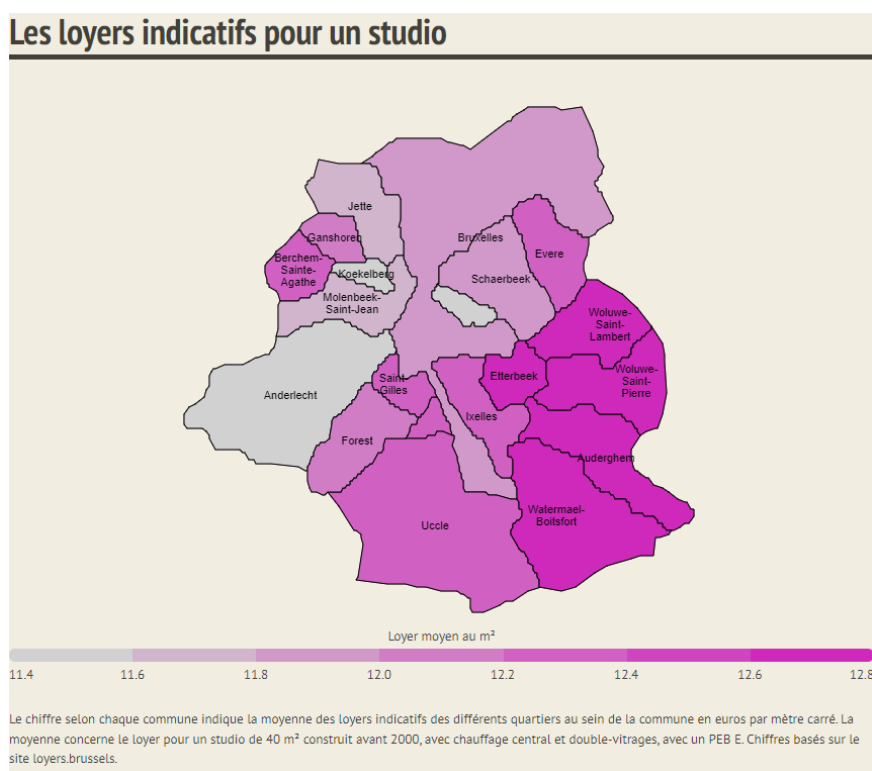 Les loyers indicatifs pour un studio
Jette
Ganshoren
Bruxelles
Evere
Berchem-
Sainte-
Agathe
Koekelberg
Schaerbeek
Molenbeek-
Saint-Jean
Woluwe-
Saint-
Lambert
Woluwe-
Saint-
Pierre
Etterbeek
Saint-
Gilles
Anderlecht
Ixelles
Forest
Auderghem
Watermael-
Boitsfort
Uccle
Loyer moyen au m²
11.4 11.6 11.8 12.0 12.2 12.4 12.6 12.8
Le chiffre selon chaque commune indique la moyenne des loyers indicatifs des différents quartiers au sein de la commune en euros par mètre carré. La
moyenne concerne le loyer pour un studio de 40 m² construit avant 2000, avec chauffage central et double-vitrages, avec un PEB E. Chiffres basés sur le
site loyers.brussels.